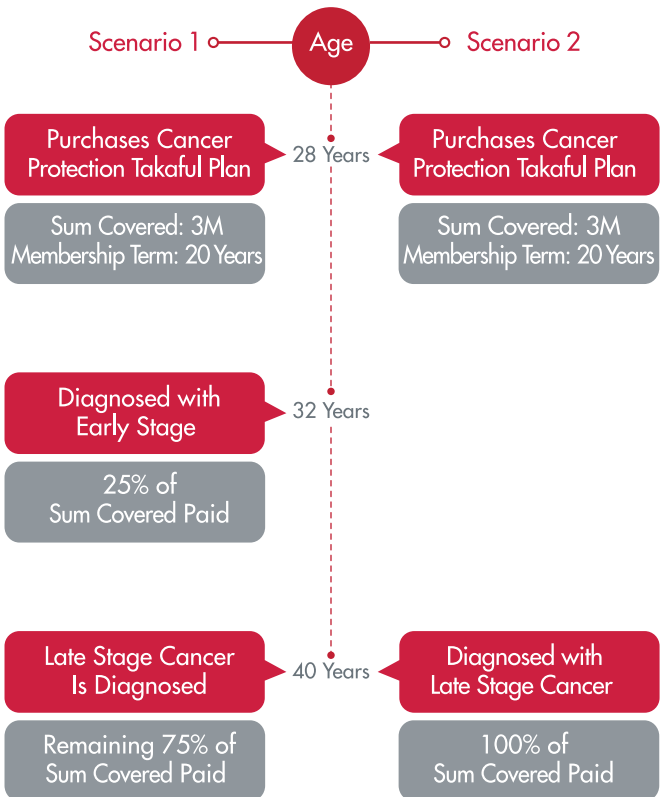 Scenario 1
Age
Scenario 2
Purchases Cancer
Protection Takaful Plan
28 Years
Purchases Cancer
Protection Takaful Plan
Sum Covered: 3M
Membership Term: 20 Years
Sum Covered: 3M
Membership Term: 20 Years
Diagnosed with
Early Stage
32 Years
25% of
Sum Covered Paid
Late Stage Cancer
Is Diagnosed
40 Years
Diagnosed with
Late Stage Cancer
Remaining 75% of
Sum Covered Paid
100% of
Sum Covered Paid